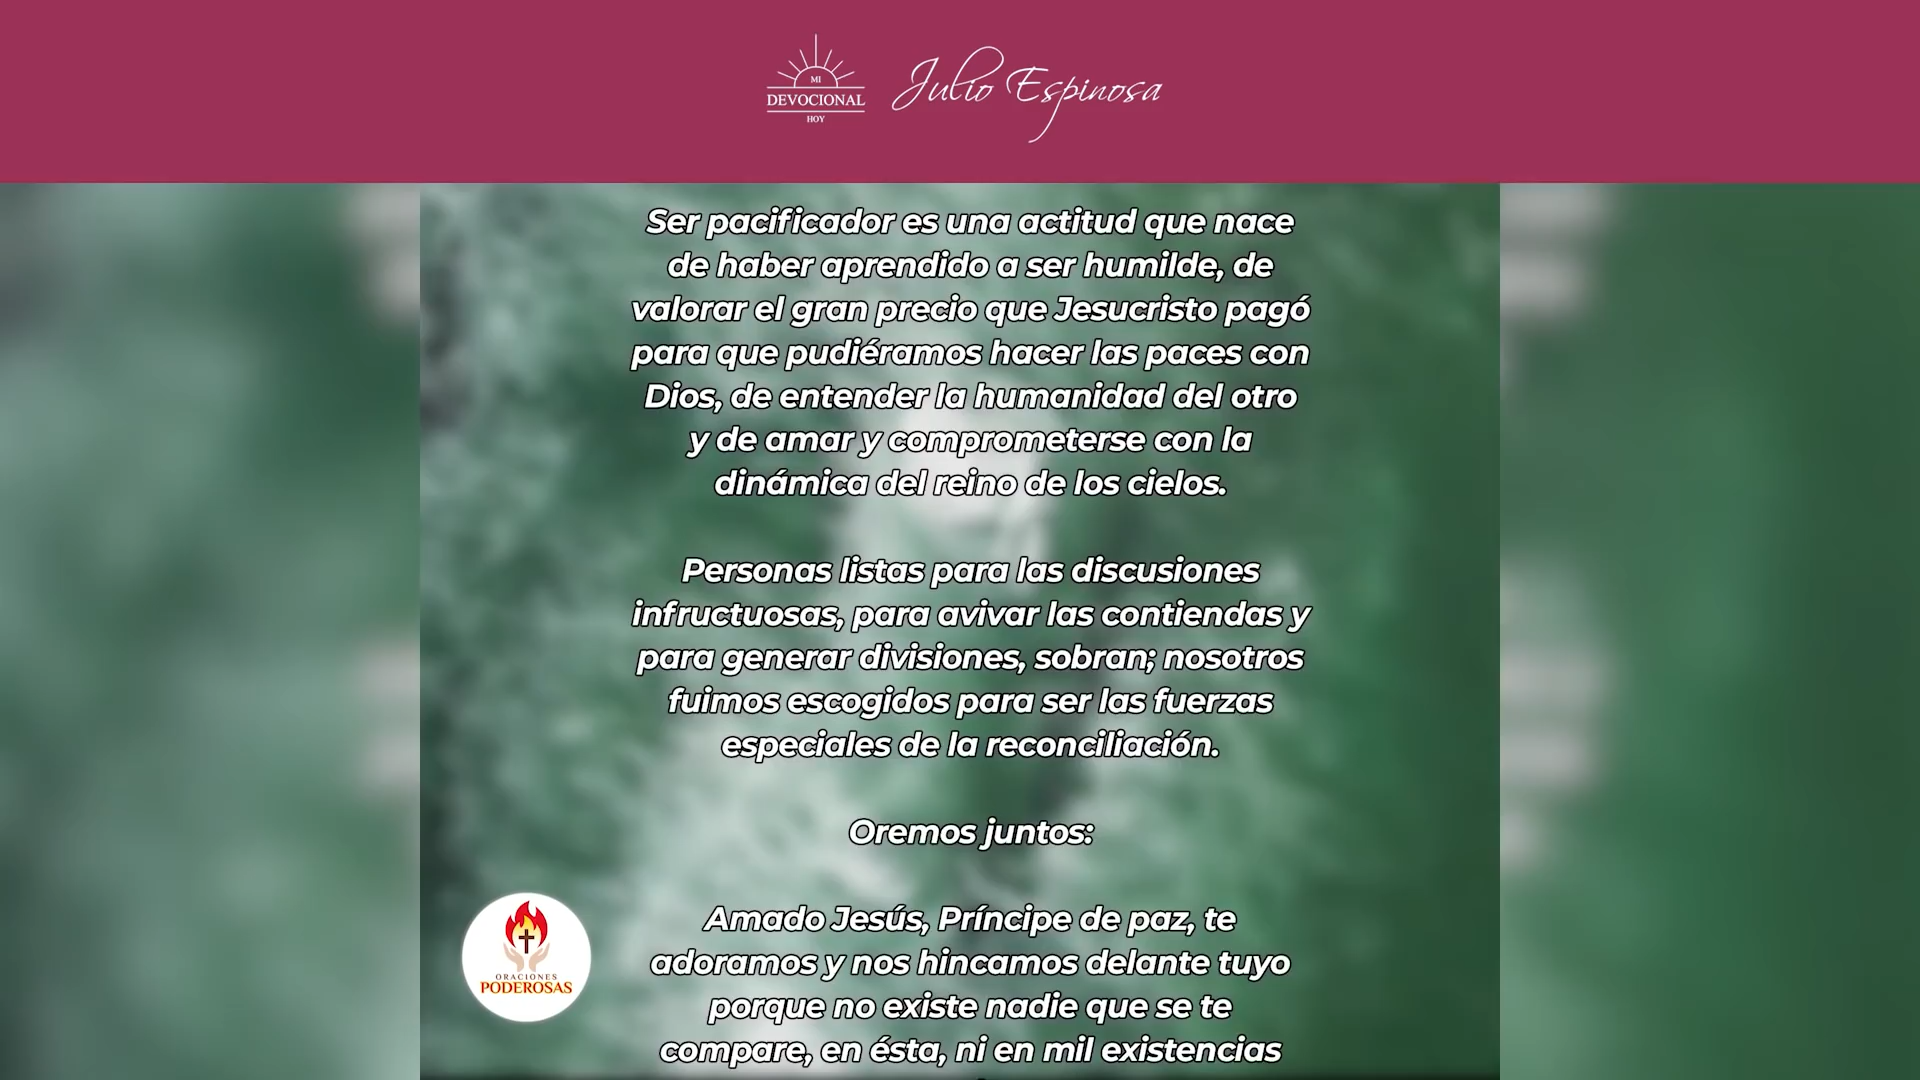 MI
DEVOCIONAL
HOY
Julio Espinosa
Ser pacificador es una actitud que nace
de haber aprendido a ser humilde, de
valorar el gran precio que Jesucristo pagó
para que pudiéramos hacer las paces con
Dios, de entender la humanidad del otro
y de amar y comprometerse con la
dinámica del reino de los cielos.
Personas listas para las discusiones
infructuosas, para avivar las contiendas y
para generar divisiones, sobran; nosotros
fuimos escogidos para ser las fuerzas
especiales de la reconciliación.
Oremos juntos:
Amado Jesús, Príncipe de paz, te
adoramos y nos hincamos delante tuyo
porque no existe nadie que se te
compare, en ésta, ni en mil existencias
ORACIONES
PODEROSAS